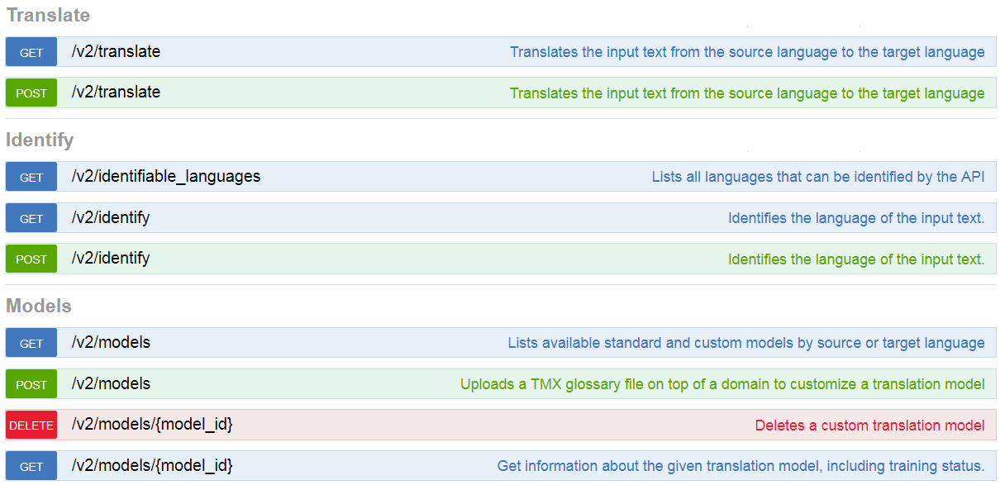 Translate
GET /v2/translate Translates the input text from the source language to the target language
POST /v2/translate Translates the input text from the source language to the target language
Identify
GET /v2/identifiable_languages Lists all languages that can be identified by the API
GET /v2/identify Identifies the language of the input text.
POST /v2/identify Identifies the language of the input text.
Models
GET /v2/models Lists available standard and custom models by source or target language
POST /v2/models Uploads a TMX glossary file on top of a domain to customize a translation model
DELETE /v2/models/{model_id} Deletes a custom translation model
GET /v2/models/{model_id} Get information about the given translation model, including training status.